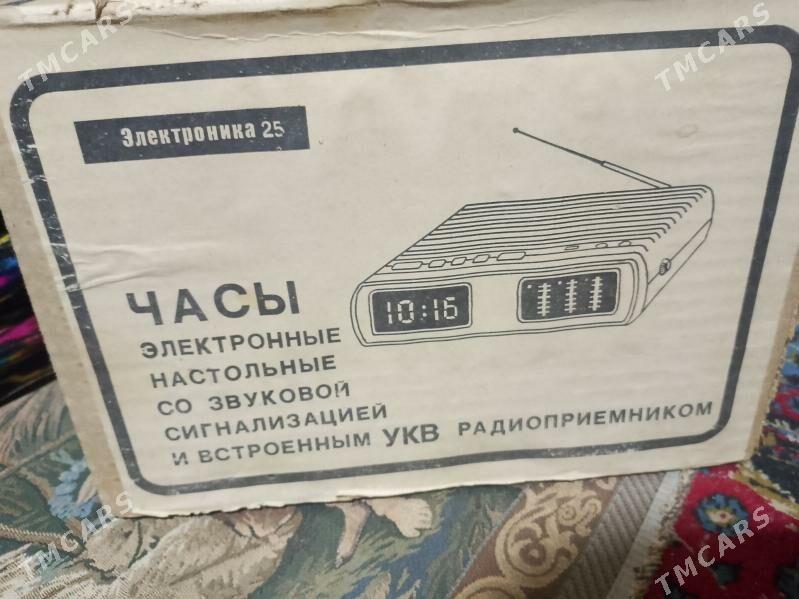 TMCARS
TMCARS
Электроника 25
10:16
ЧАСЫ
ЭЛЕКТРОННЫЕ
НАСТОЛЬНЫЕ
СО ЗВУКОВОЙ
СИГНАЛИЗАЦИЕЙ
И ВСТРОЕННЫМ УКВ РАДИОПРИЕМНИКОМ
TMCARS
TMCARS